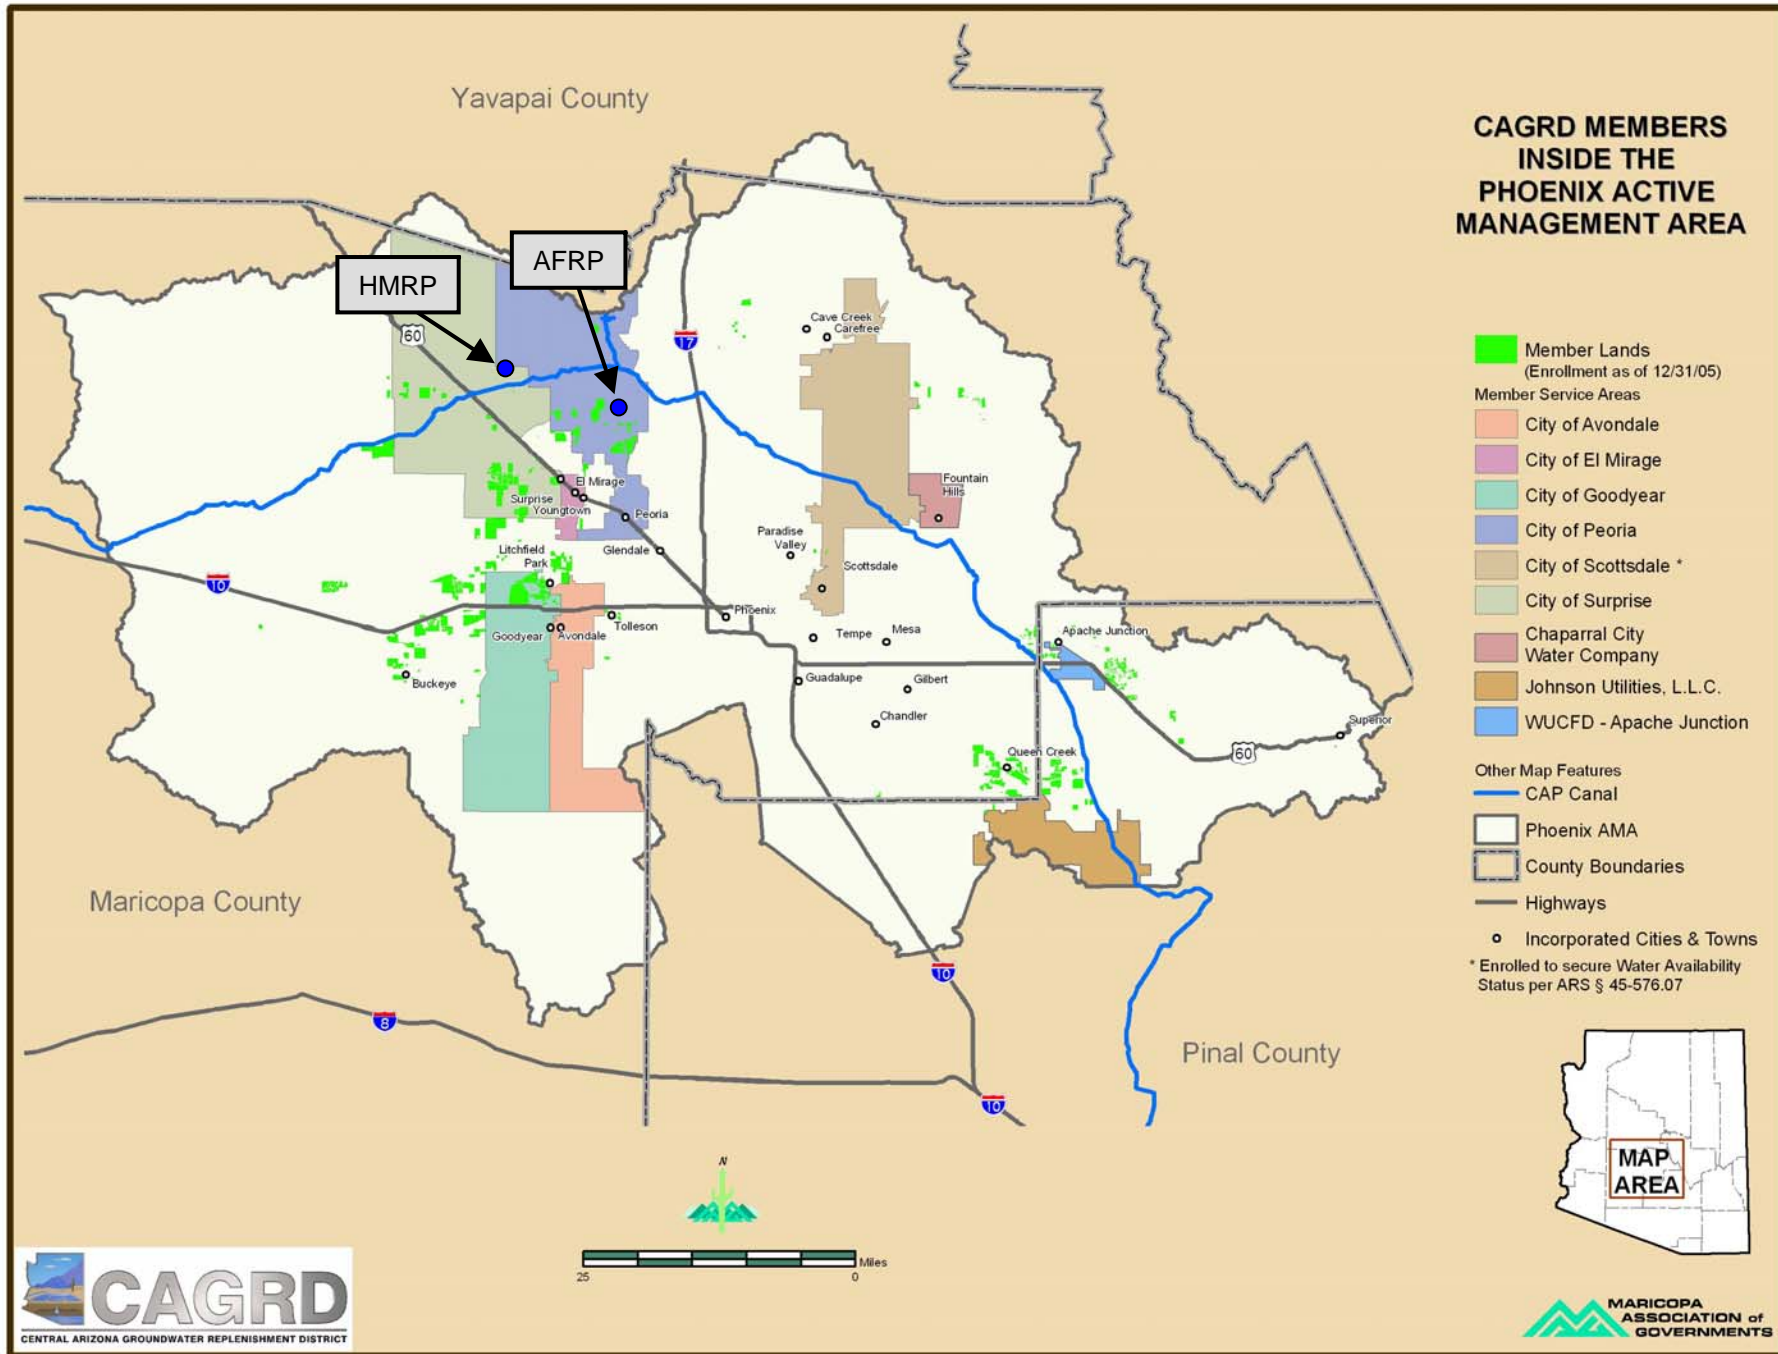 Yavapai County
CAGRD MEMBERS
INSIDE THE
PHOENIX ACTIVE
MANAGEMENT AREA
AFRP
HMRP
60
17
Cave Creek
Carefree
Member Lands
(Enrollment as of 12/31/05)
Member Service Areas
City of Avondale
City of El Mirage
City of Goodyear
City of Peoria
City of Scottsdale *
City of Surprise
Chaparral City
Water Company
Johnson Utilities, L.L.C.
WUCFD - Apache Junction
Other Map Features
CAP Canal
Phoenix AMA
County Boundaries
Highways
Incorporated Cities & Towns
* Enrolled to secure Water Availability
Status per ARS § 45-576.07
Fountain
Hills
El Mirage
Surprise
Youngtown
Peoria
Paradise
Valley
Glendale
Litchfield
Park
Scottsdale
10
Phoenix
Tolleson
Goodyear
Avondale
Tempe
Mesa
Apache Junction
Buckeye
Guadalupe
Gilbert
Chandler
Superior
Queen Creek
60
Maricopa County
10
8
Pinal County
10
MAP
AREA
N
Miles
25
0
CAGRD
CENTRAL ARIZONA GROUNDWATER REPLENISHMENT DISTRICT
MARICOPA
ASSOCIATION of
GOVERNMENTS